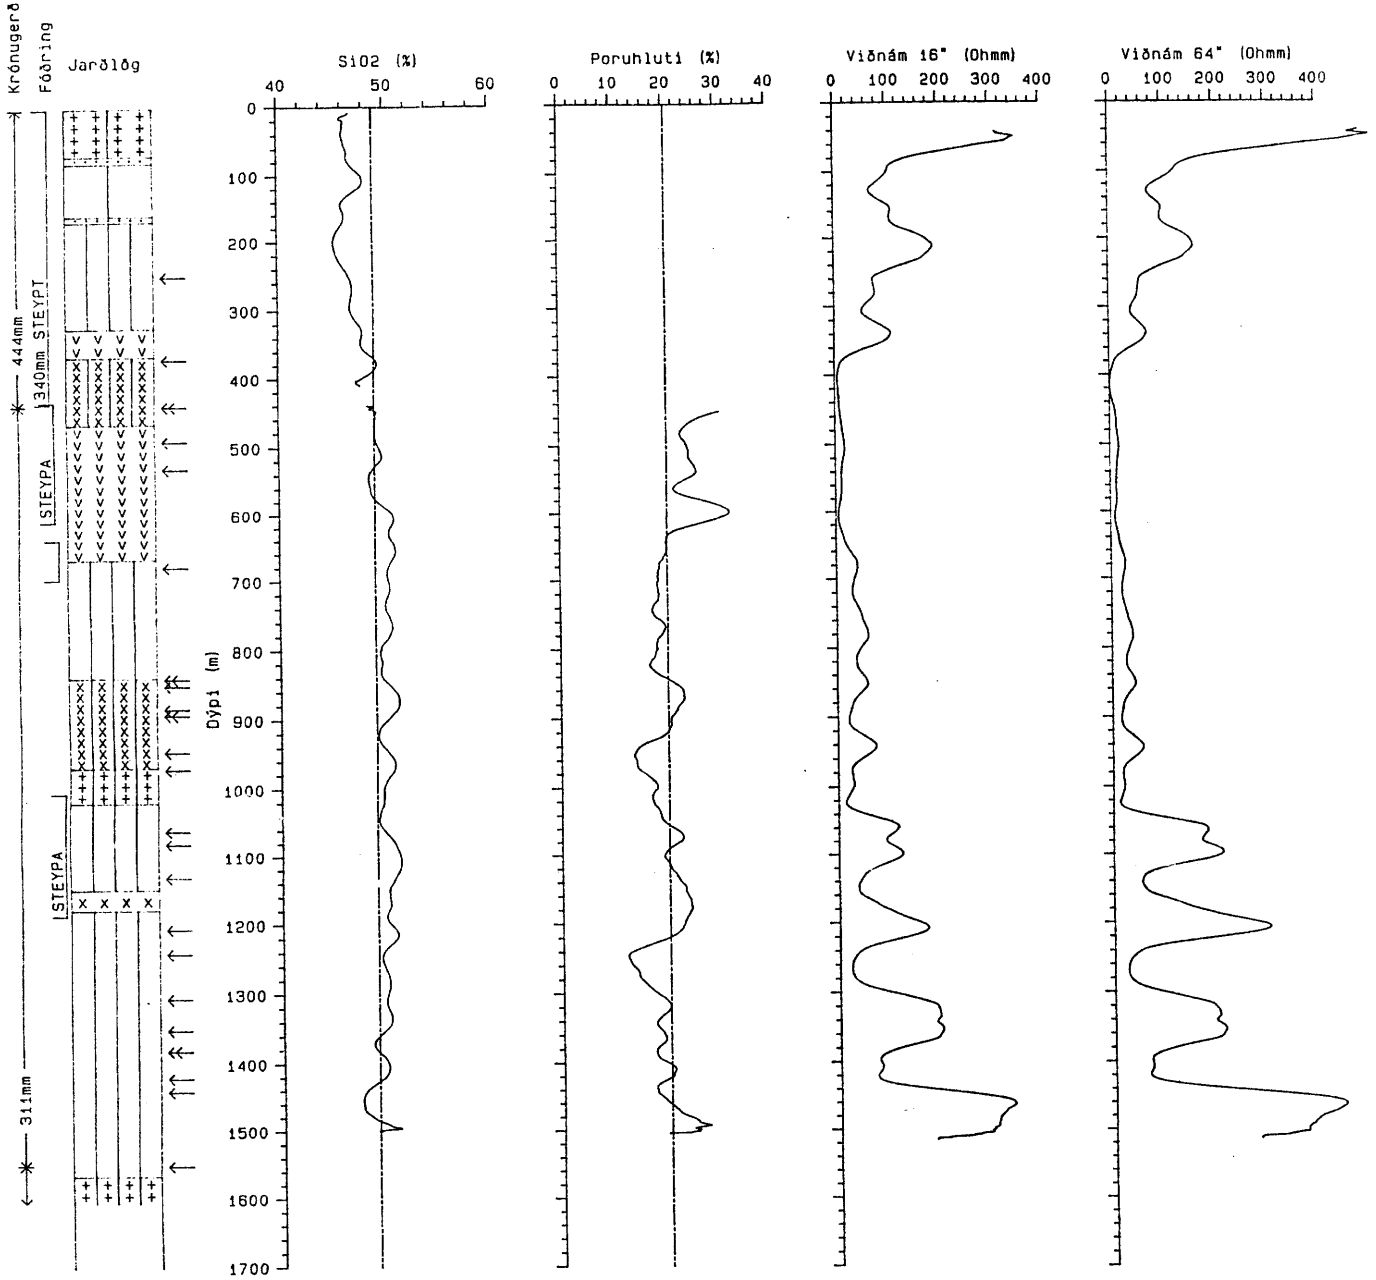 Krónugerð
Fóðring
Jarðlög
SiO2 (%)
40 50 60
Poruhluti (%)
0 10 20 30 40
Viðnám 16" (Ohmm)
0 100 200 300 400
Viðnám 64" (Ohmm)
0 100 200 300 400
Dýpi (m)
0
100
200
300
400
500
600
700
800
900
1000
1100
1200
1300
1400
1500
1600
1700
444mm
340mm STEYPT
STEYPA
STEYPA
311mm